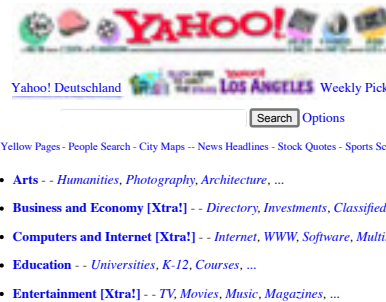 YAHOO!
Yahoo! Deutschland LOS ANGELES Weekly Pick
Search Options
Yellow Pages - People Search - City Maps -- News Headlines - Stock Quotes - Sports Sc
Arts - - Humanities, Photography, Architecture, ...
Business and Economy [Xtra!] - - Directory, Investments, Classified
Computers and Internet [Xtra!] - - Internet, WWW, Software, Multi
Education - - Universities, K-12, Courses, ...
Entertainment [Xtra!] - - TV, Movies, Music, Magazines, ...